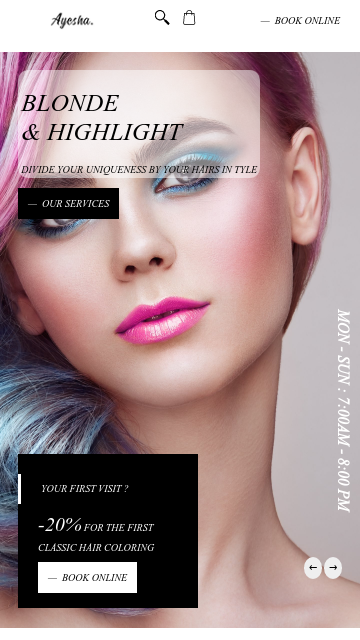 Ayesha.
— BOOK ONLINE
BLONDE
& HIGHLIGHT
DIVIDE YOUR UNIQUENESS BY YOUR HAIRS IN TYLE
— OUR SERVICES
MON - SUN : 7:00AM - 8:00 PM
YOUR FIRST VISIT ?
-20% FOR THE FIRST
CLASSIC HAIR COLORING
— BOOK ONLINE